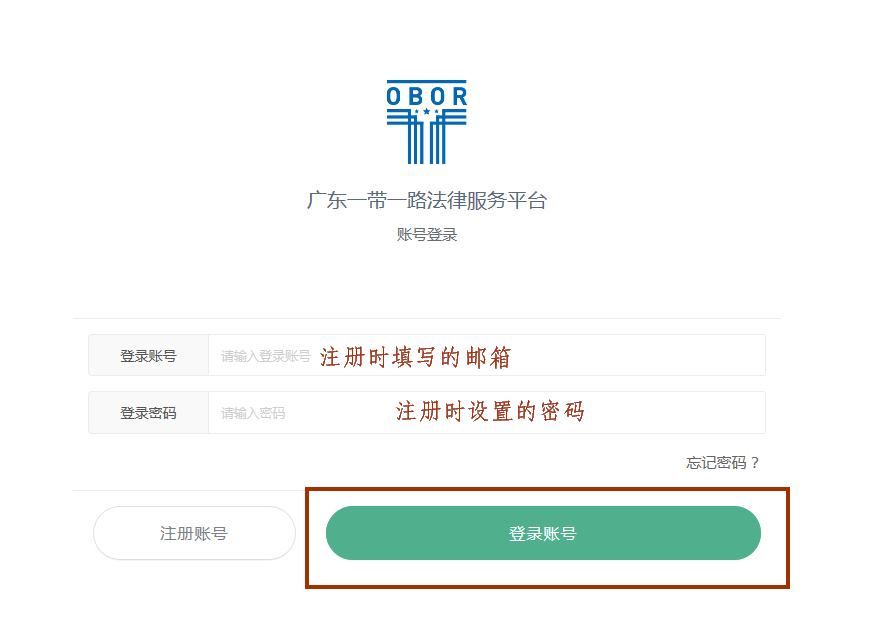 OBOR
广东一带一路法律服务平台
账号登录
登录账号 请输入登录账号 注册时填写的邮箱
登录密码 请输入密码 注册时设置的密码
忘记密码？
注册账号 登录账号